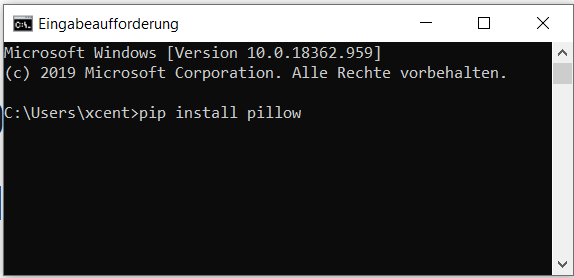 Eingabeaufforderung
Microsoft Windows [Version 10.0.18362.959]
(c) 2019 Microsoft Corporation. Alle Rechte vorbehalten.
C:\Users\xcent>pip install pillow